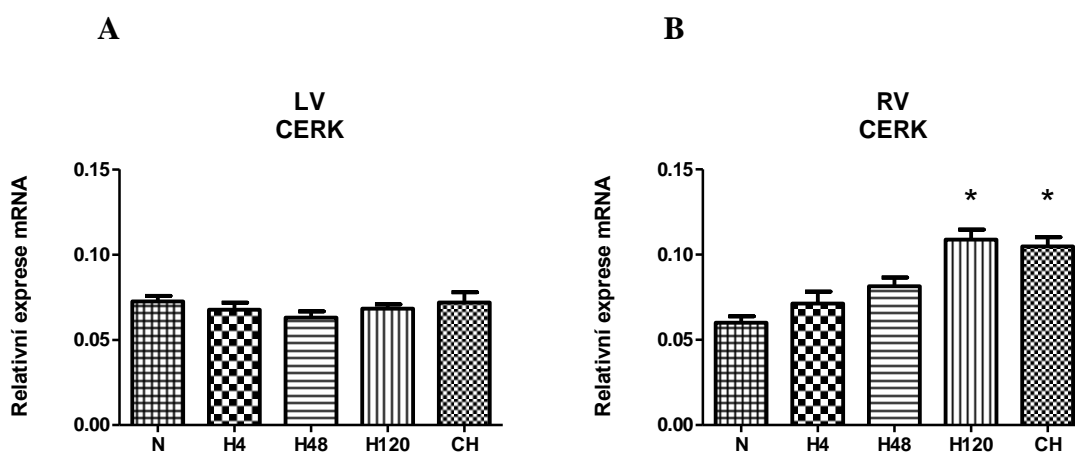 A
LV
CERK
Relativní exprese mRNA
0.15
0.10
0.05
0.00
N H4 H48 H120 CH
B
RV
CERK
Relativní exprese mRNA
0.15
0.10
0.05
0.00
* *
N H4 H48 H120 CH